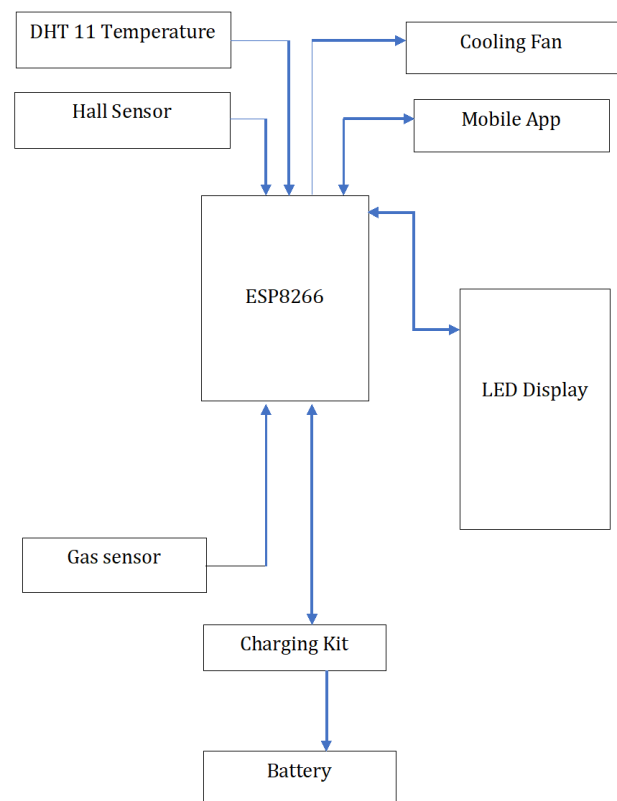 DHT 11 Temperature
Cooling Fan
Hall Sensor
Mobile App
ESP8266
LED Display
Gas sensor
Charging Kit
Battery